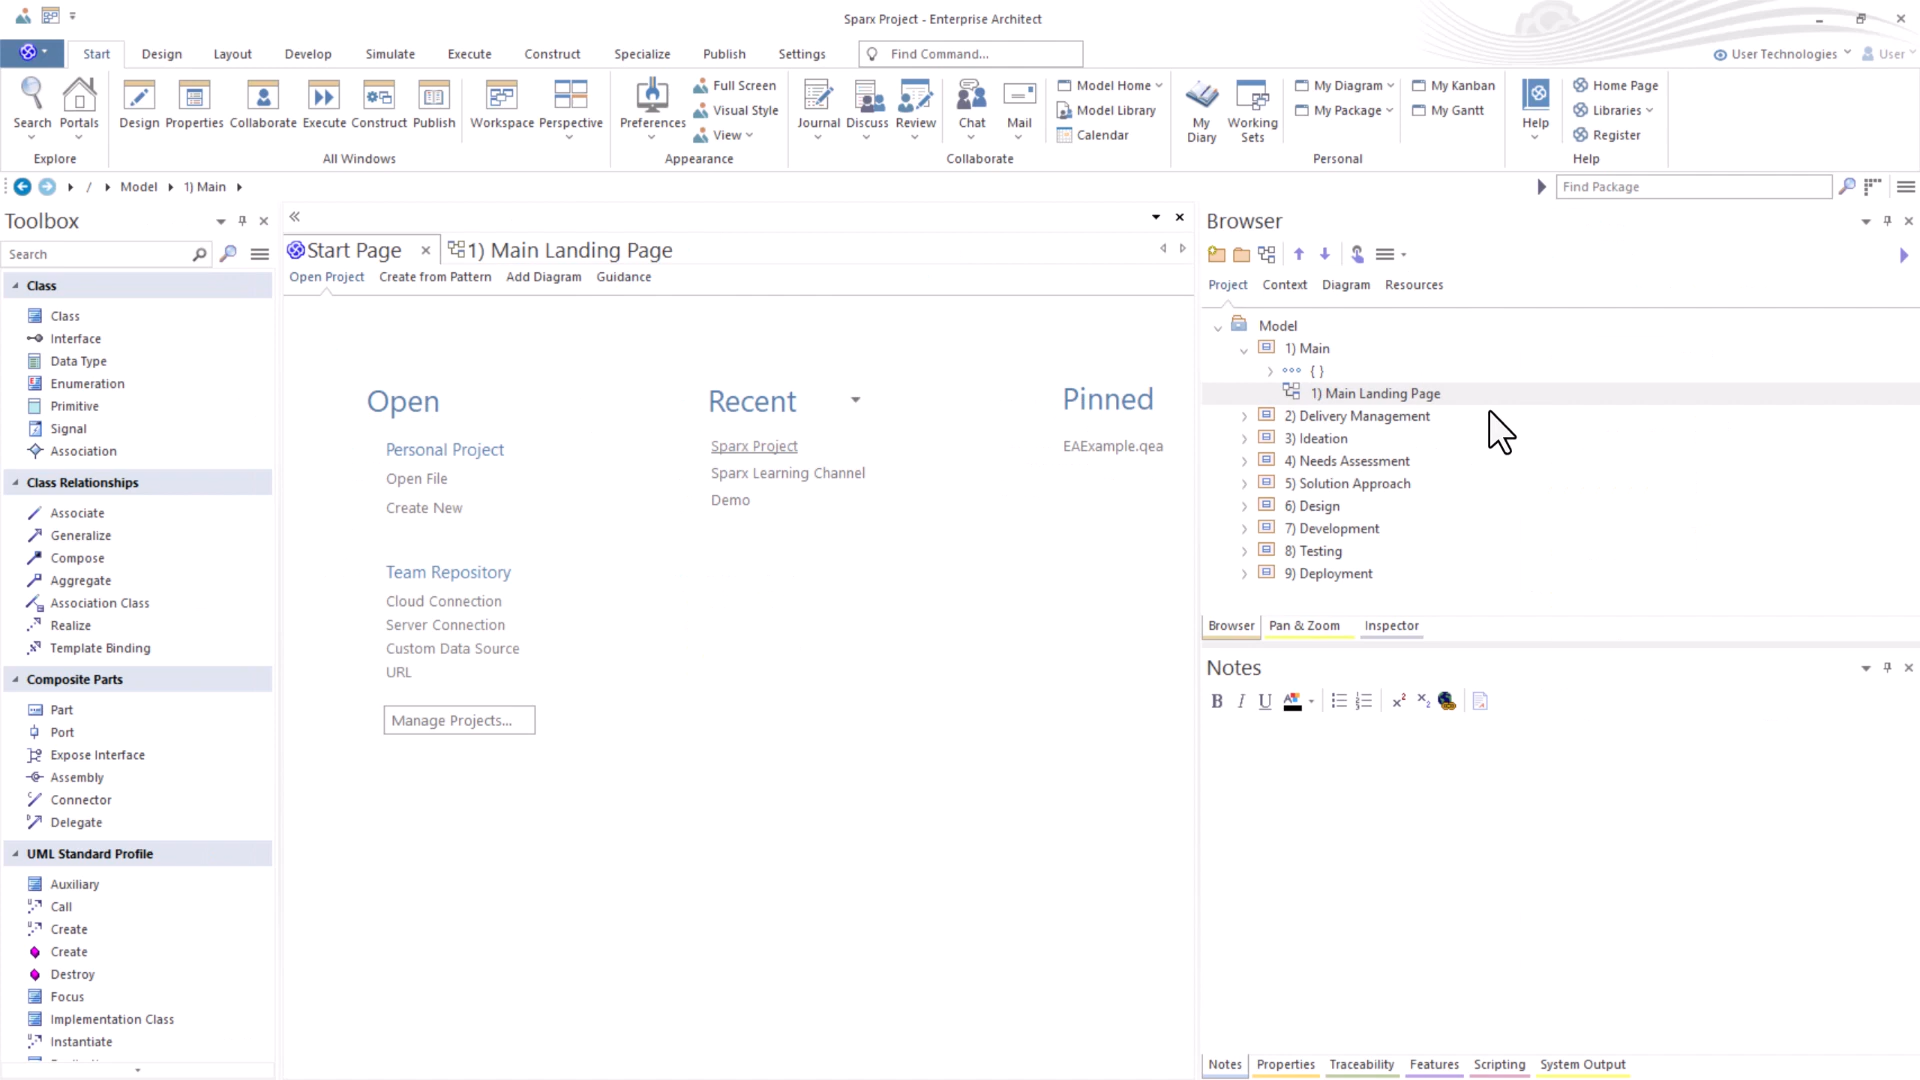 Sparx Project - Enterprise Architect
Start Design Layout Develop Simulate Execute Construct Specialize Publish Settings Find Command... User Technologies User
Search Portals Design Properties Collaborate Execute Construct Publish Workspace Perspective Preferences Full Screen Visual Style View Journal Discuss Review Chat Mail Model Home Model Library Calendar My Diary Working Sets My Diagram My Package My Kanban My Gantt Help Home Page Libraries Register
Explore All Windows Appearance Collaborate Personal Help
/ Model 1) Main Find Package
Toolbox
Search
Class
Class
Interface
Data Type
Enumeration
Primitive
Signal
Association
Class Relationships
Associate
Generalize
Compose
Aggregate
Association Class
Realize
Template Binding
Composite Parts
Part
Port
Expose Interface
Assembly
Connector
Delegate
UML Standard Profile
Auxiliary
Call
Create
Create
Destroy
Focus
Implementation Class
Instantiate
Start Page 1) Main Landing Page
Open Project Create from Pattern Add Diagram Guidance
Open
Personal Project
Open File
Create New
Team Repository
Cloud Connection
Server Connection
Custom Data Source
URL
Manage Projects...
Recent
Sparx Project
Sparx Learning Channel
Demo
Pinned
EAExample.qea
Browser
Project Context Diagram Resources
Model
1) Main
{ }
1) Main Landing Page
2) Delivery Management
3) Ideation
4) Needs Assessment
5) Solution Approach
6) Design
7) Development
8) Testing
9) Deployment
Browser Pan & Zoom Inspector
Notes
B I U
Notes Properties Traceability Features Scripting System Output